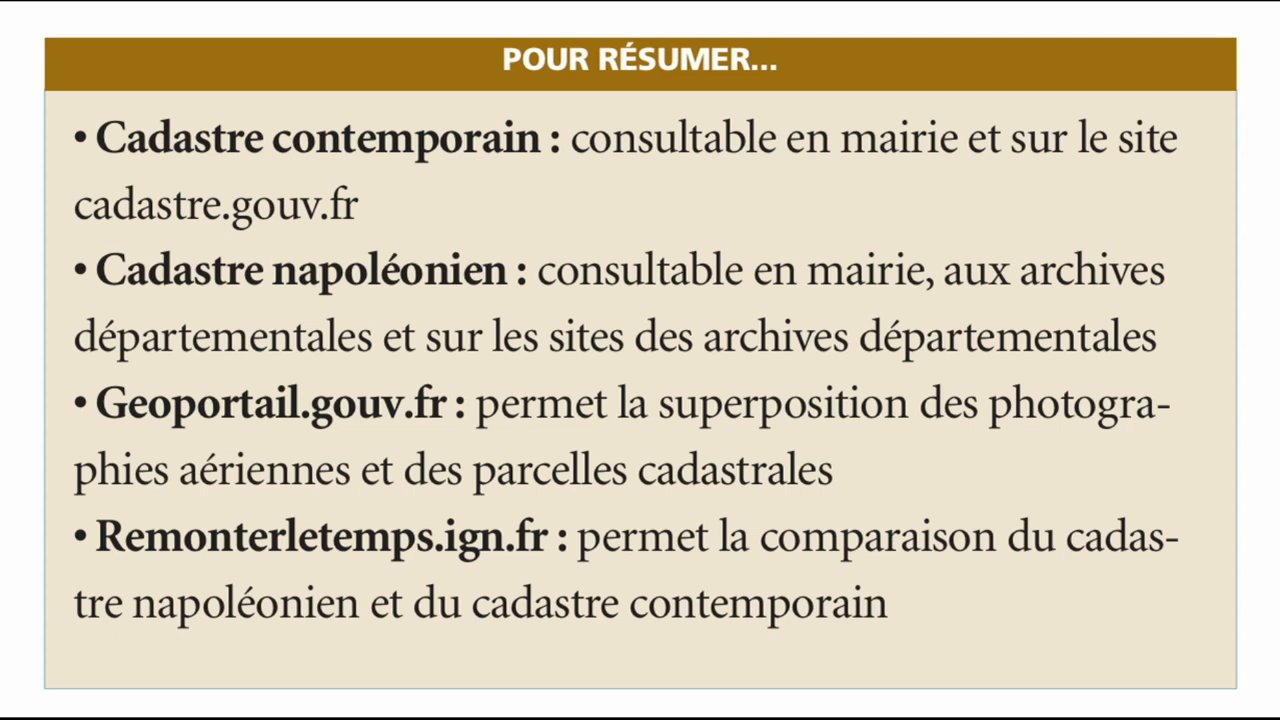 POUR RÉSUMER...
• Cadastre contemporain : consultable en mairie et sur le site
cadastre.gouv.fr
• Cadastre napoléonien : consultable en mairie, aux archives
départementales et sur les sites des archives départementales
• Geoportail.gouv.fr : permet la superposition des photogra-
phies aériennes et des parcelles cadastrales
• Remonterletemps.ign.fr : permet la comparaison du cadas-
tre napoléonien et du cadastre contemporain